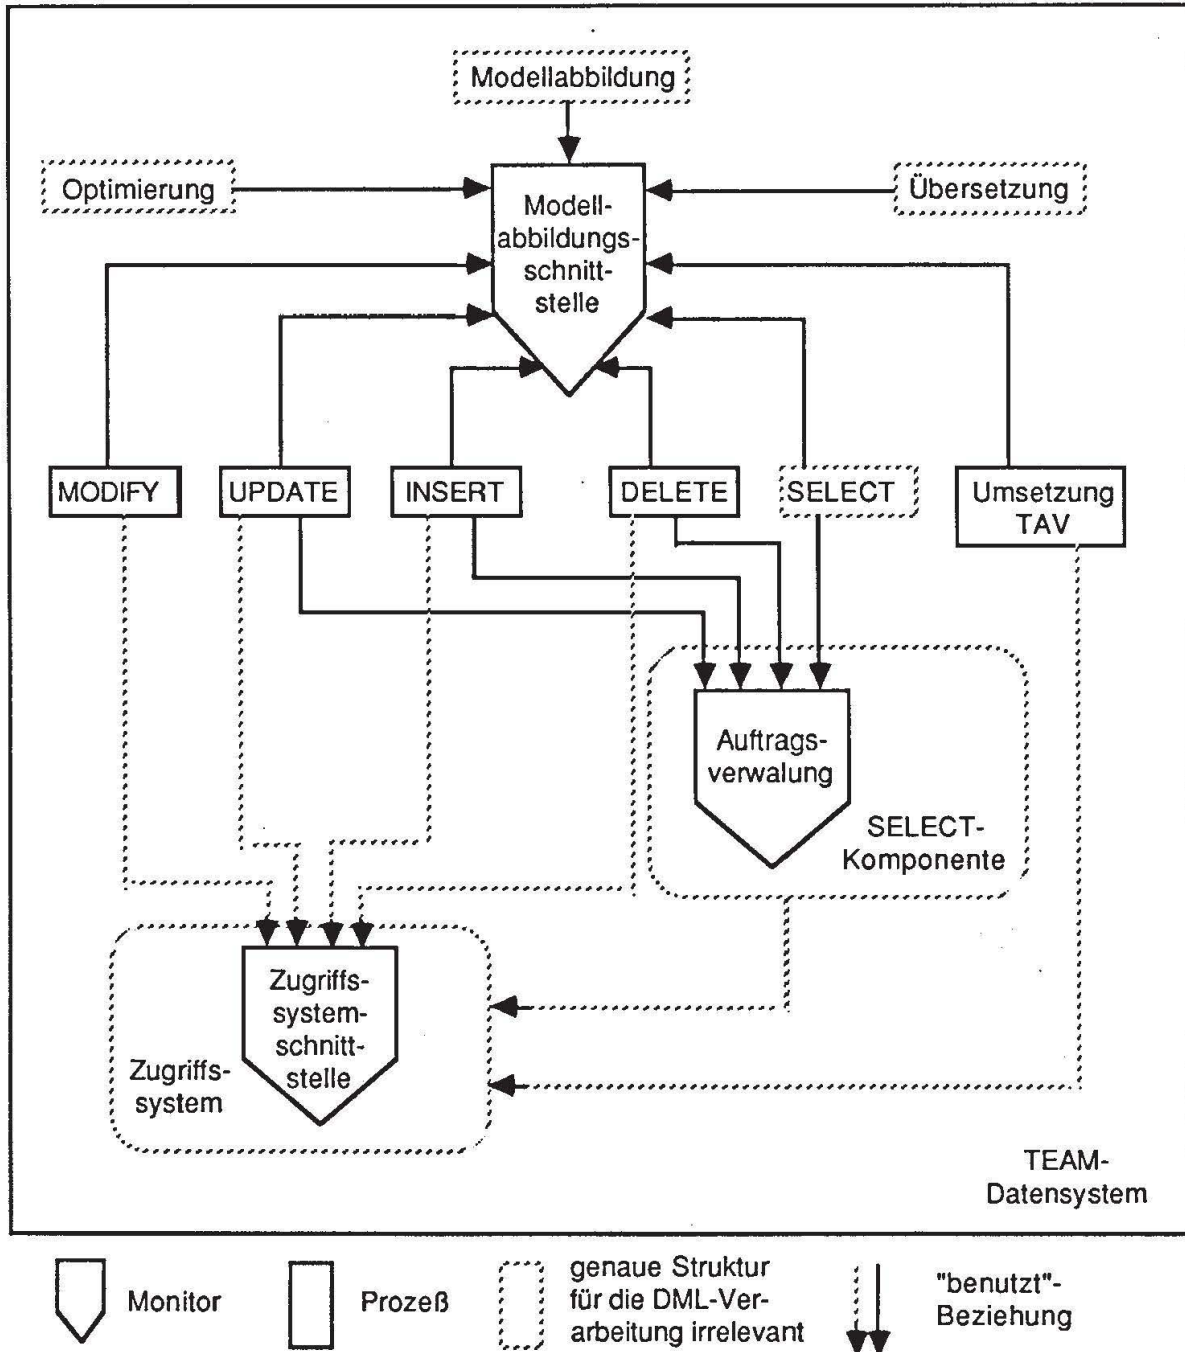 Modellabbildung
Optimierung
Übersetzung
Modell-
abbildungs-
schnitt-
stelle
MODIFY
UPDATE
INSERT
DELETE
SELECT
Umsetzung
TAV
Auftrags-
verwalung
SELECT-
Komponente
Zugriffs-
system-
schnitt-
stelle
Zugriffs-
system
TEAM-
Datensystem
Monitor
Prozeß
genaue Struktur
für die DML-Ver-
arbeitung irrelevant
"benutzt"-
Beziehung